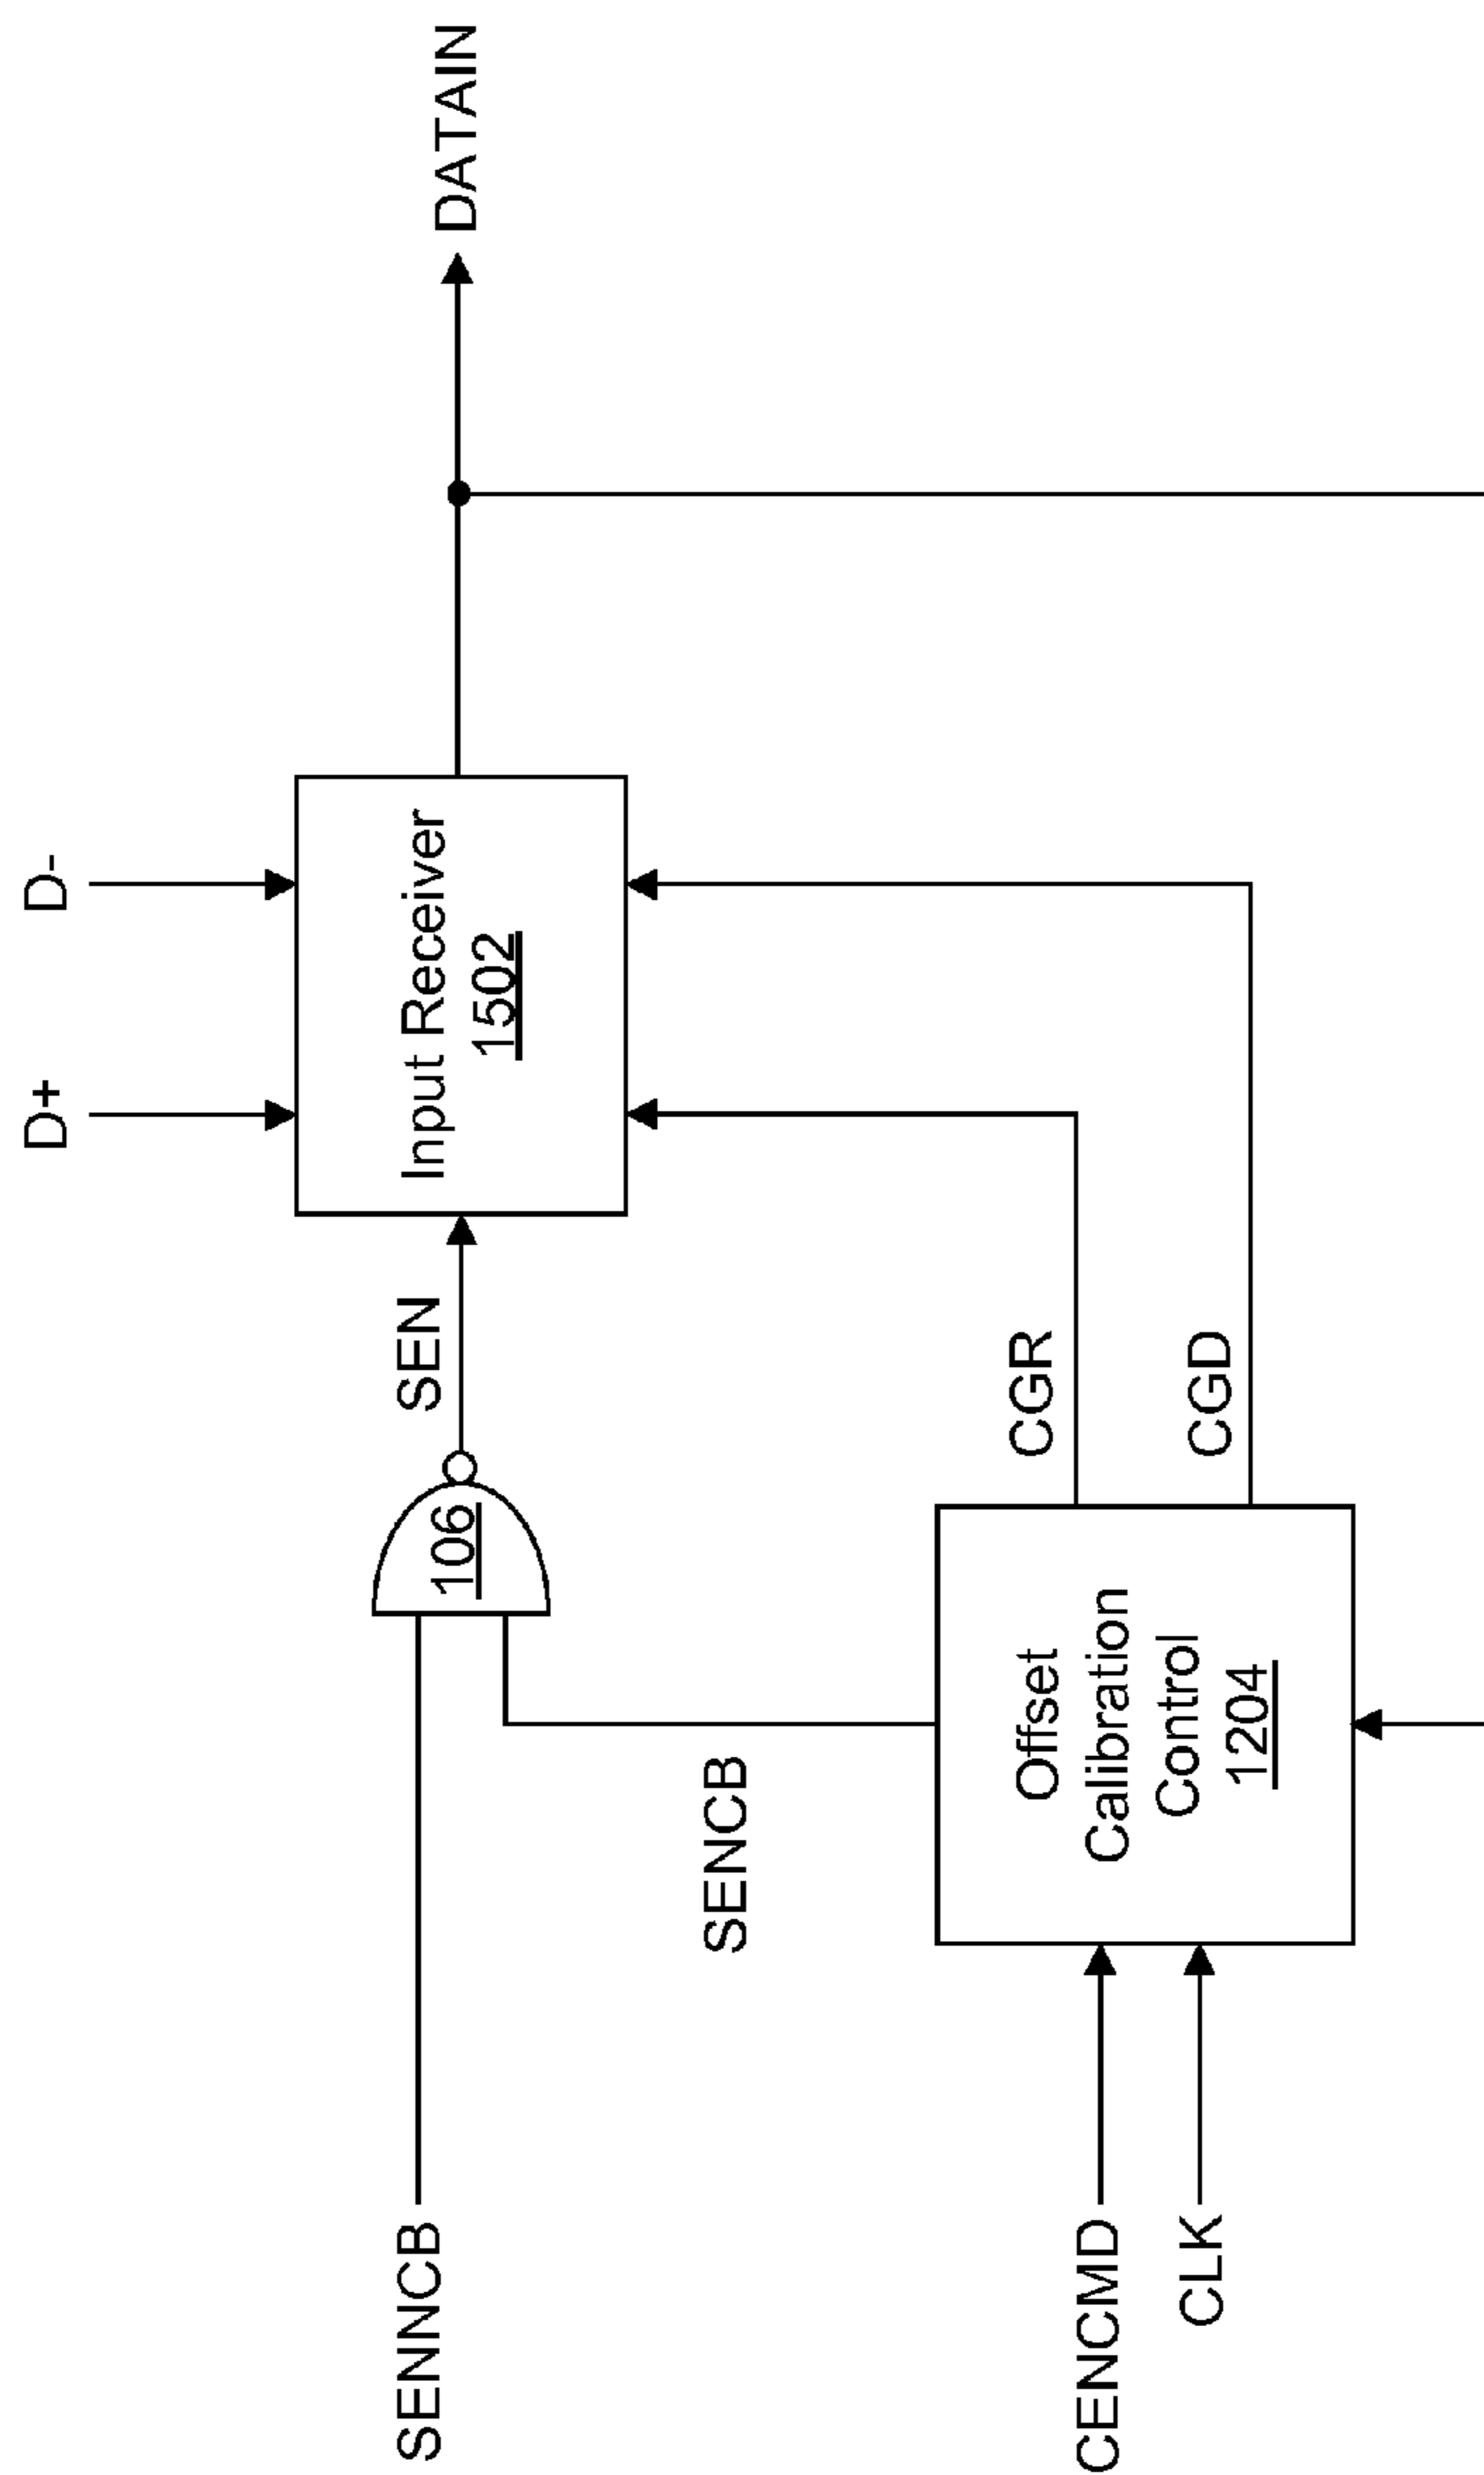 D+
D-
SENNCB
106
SEN
Input Receiver
1502
DATAIN
SENCB
CGR
CGD
CENCMD
CLK
Offset
Calibration
Control
1204